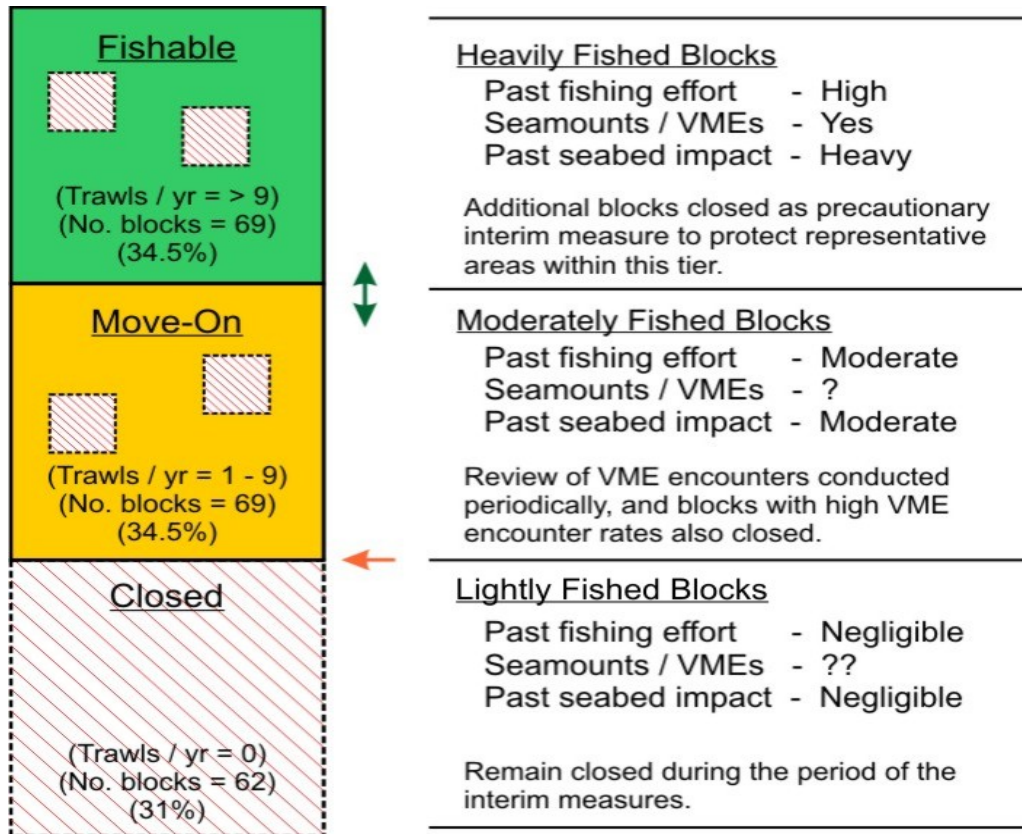 Fishable
(Trawls / yr = > 9)
(No. blocks = 69)
(34.5%)
Heavily Fished Blocks
Past fishing effort - High
Seamounts / VMEs - Yes
Past seabed impact - Heavy
Additional blocks closed as precautionary
interim measure to protect representative
areas within this tier.
Move-On
(Trawls / yr = 1 - 9)
(No. blocks = 69)
(34.5%)
Moderately Fished Blocks
Past fishing effort - Moderate
Seamounts / VMEs - ?
Past seabed impact - Moderate
Review of VME encounters conducted
periodically, and blocks with high VME
encounter rates also closed.
Closed
(Trawls / yr = 0)
(No. blocks = 62)
(31%)
Lightly Fished Blocks
Past fishing effort - Negligible
Seamounts / VMEs - ??
Past seabed impact - Negligible
Remain closed during the period of the
interim measures.